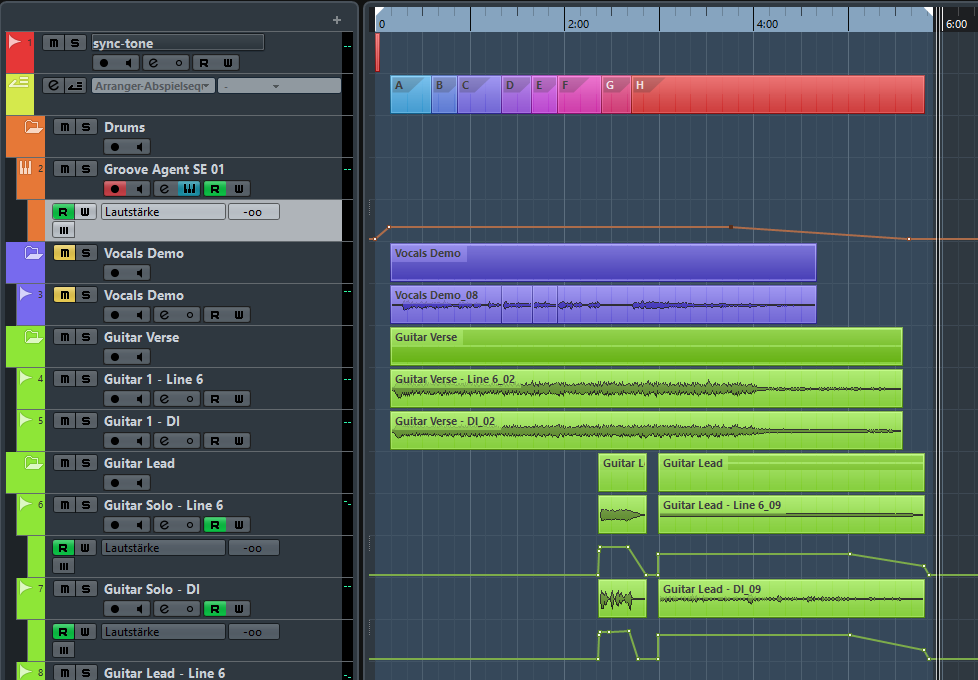 0 2:00 4:00 6:00
1 m S sync-tone
e R W
e Arranger-Abspielseq -
A B C D E F G H
m S Drums
2 m S Groove Agent SE 01
e R W
R W Lautstärke -oo
m S Vocals Demo
Vocals Demo
3 m S Vocals Demo
Vocals Demo_08
e R W
m S Guitar Verse
Guitar Verse
4 m S Guitar 1 - Line 6
Guitar Verse - Line 6_02
e R W
5 m S Guitar 1 - DI
Guitar Verse - DI_02
e R W
m S Guitar Lead
Guitar L Guitar Lead
6 m S Guitar Solo - Line 6
Guitar Lead - Line 6_09
e R W
R W Lautstärke -oo
7 m S Guitar Solo - DI
Guitar Lead - DI_09
e R W
R W Lautstärke -oo
8 m S Guitar Lead - Line 6